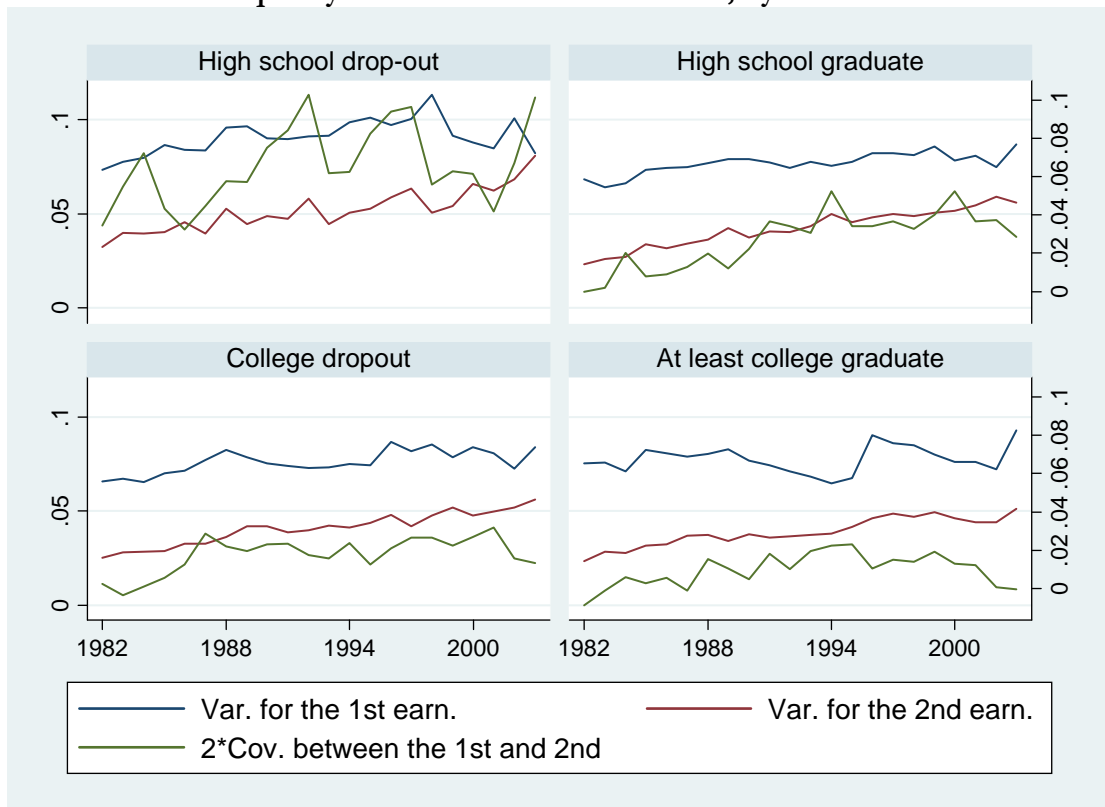 High school drop-out
High school graduate
.1
.05
0
.1
.08
.06
.04
.02
0
College dropout
At least college graduate
.1
.05
0
.1
.08
.06
.04
.02
0
1982 1988 1994 2000
1982 1988 1994 2000
Var. for the 1st earn.
Var. for the 2nd earn.
2*Cov. between the 1st and 2nd